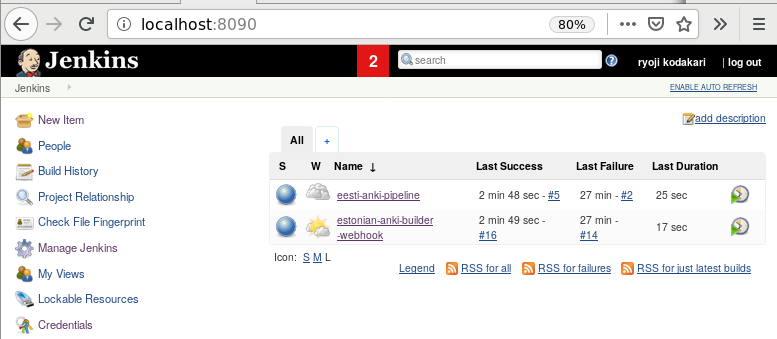 localhost:8090
80%
Jenkins
2
search
ryoji kodakari
| log out
Jenkins
ENABLE AUTO REFRESH
New Item
People
Build History
Project Relationship
Check File Fingerprint
Manage Jenkins
My Views
Lockable Resources
Credentials
add description
All +
S W Name ↓ Last Success Last Failure Last Duration
eesti-anki-pipeline 2 min 48 sec - #5 27 min - #2 25 sec
estonian-anki-builder 2 min 49 sec - 27 min - 17 sec
-webhook #16 #14
Icon: S M L
Legend RSS for all RSS for failures RSS for just latest builds